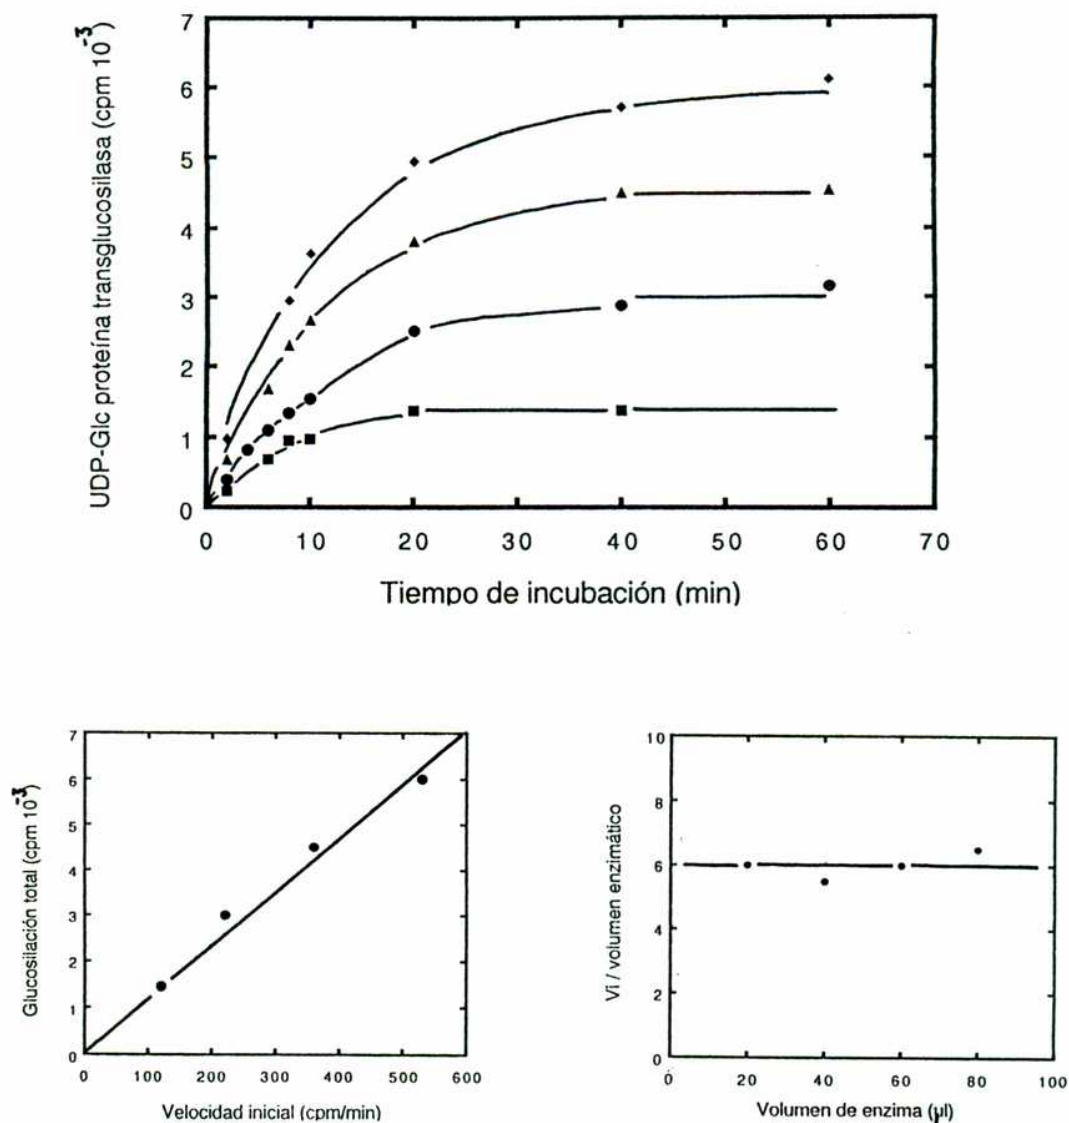 UDP-Glc proteína transglucosilasa (cpm 10⁻³)
7
6
5
4
3
2
1
0
0 10 20 30 40 50 60 70
Tiempo de incubación (min)
Glucosilación total (cpm 10⁻³)
7
6
5
4
3
2
1
0
0 100 200 300 400 500 600
Velocidad inicial (cpm/min)
Vi / volumen enzimático
10
8
6
4
2
0
0 20 40 60 80 100
Volumen de enzima (µl)